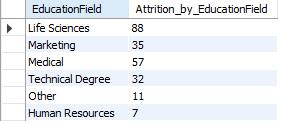 EducationField Attrition_by_EducationField
Life Sciences 88
Marketing 35
Medical 57
Technical Degree 32
Other 11
Human Resources 7